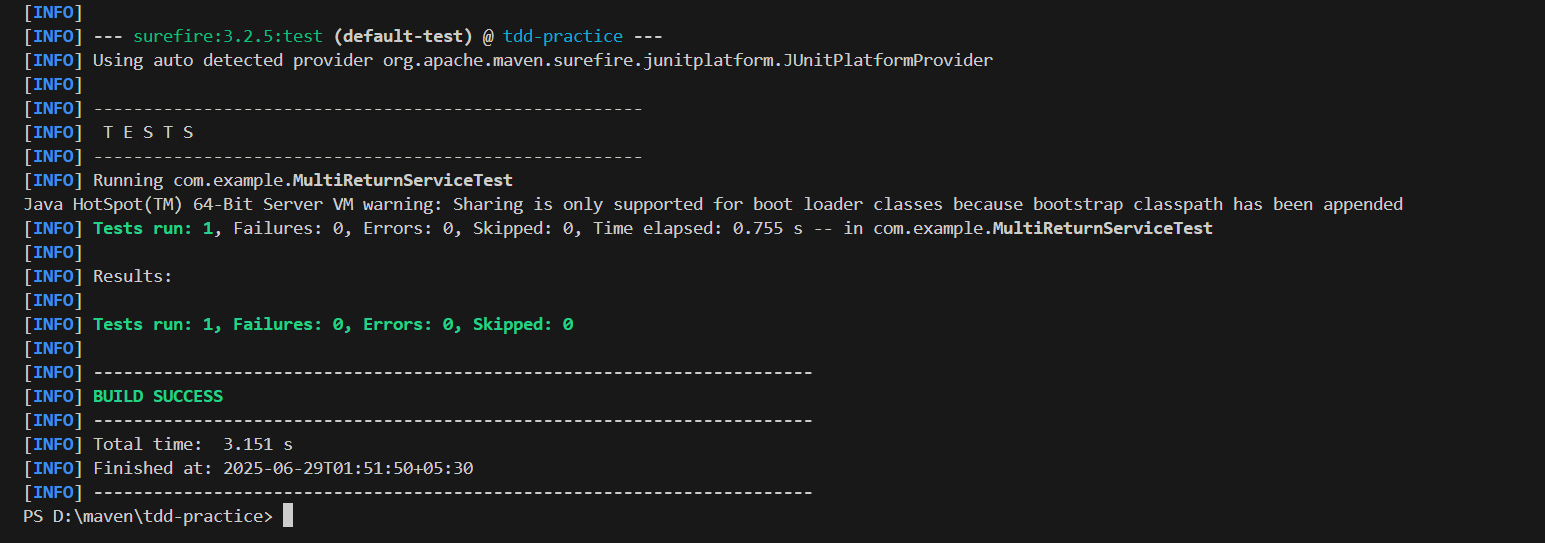 [INFO]
[INFO] --- surefire:3.2.5:test (default-test) @ tdd-practice ---
[INFO] Using auto detected provider org.apache.maven.surefire.junitplatform.JUnitPlatformProvider
[INFO]
[INFO] -------------------------------------------------------
[INFO]  T E S T S
[INFO] -------------------------------------------------------
[INFO] Running com.example.MultiReturnServiceTest
Java HotSpot(TM) 64-Bit Server VM warning: Sharing is only supported for boot loader classes because bootstrap classpath has been appended
[INFO] Tests run: 1, Failures: 0, Errors: 0, Skipped: 0, Time elapsed: 0.755 s -- in com.example.MultiReturnServiceTest
[INFO]
[INFO] Results:
[INFO]
[INFO] Tests run: 1, Failures: 0, Errors: 0, Skipped: 0
[INFO]
[INFO] ------------------------------------------------------------------------
[INFO] BUILD SUCCESS
[INFO] ------------------------------------------------------------------------
[INFO] Total time:  3.151 s
[INFO] Finished at: 2025-06-29T01:51:50+05:30
[INFO] ------------------------------------------------------------------------
PS D:\maven\tdd-practice>